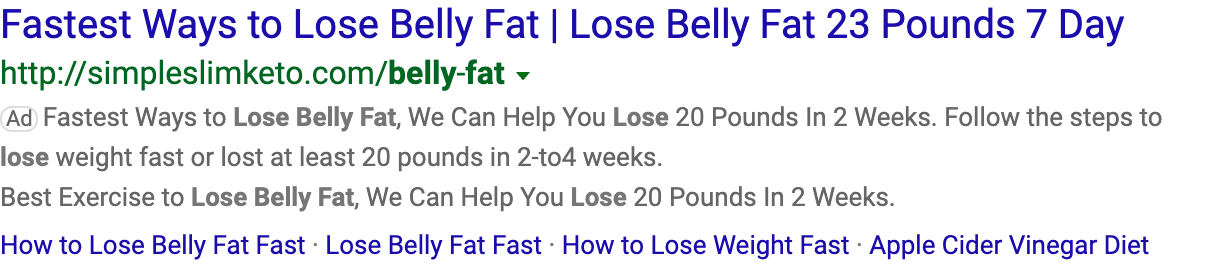 Fastest Ways to Lose Belly Fat | Lose Belly Fat 23 Pounds 7 Day
http://simpleslimketo.com/belly-fat
Ad Fastest Ways to Lose Belly Fat, We Can Help You Lose 20 Pounds In 2 Weeks. Follow the steps to
lose weight fast or lost at least 20 pounds in 2-to4 weeks.
Best Exercise to Lose Belly Fat, We Can Help You Lose 20 Pounds In 2 Weeks.
How to Lose Belly Fat Fast · Lose Belly Fat Fast · How to Lose Weight Fast · Apple Cider Vinegar Diet